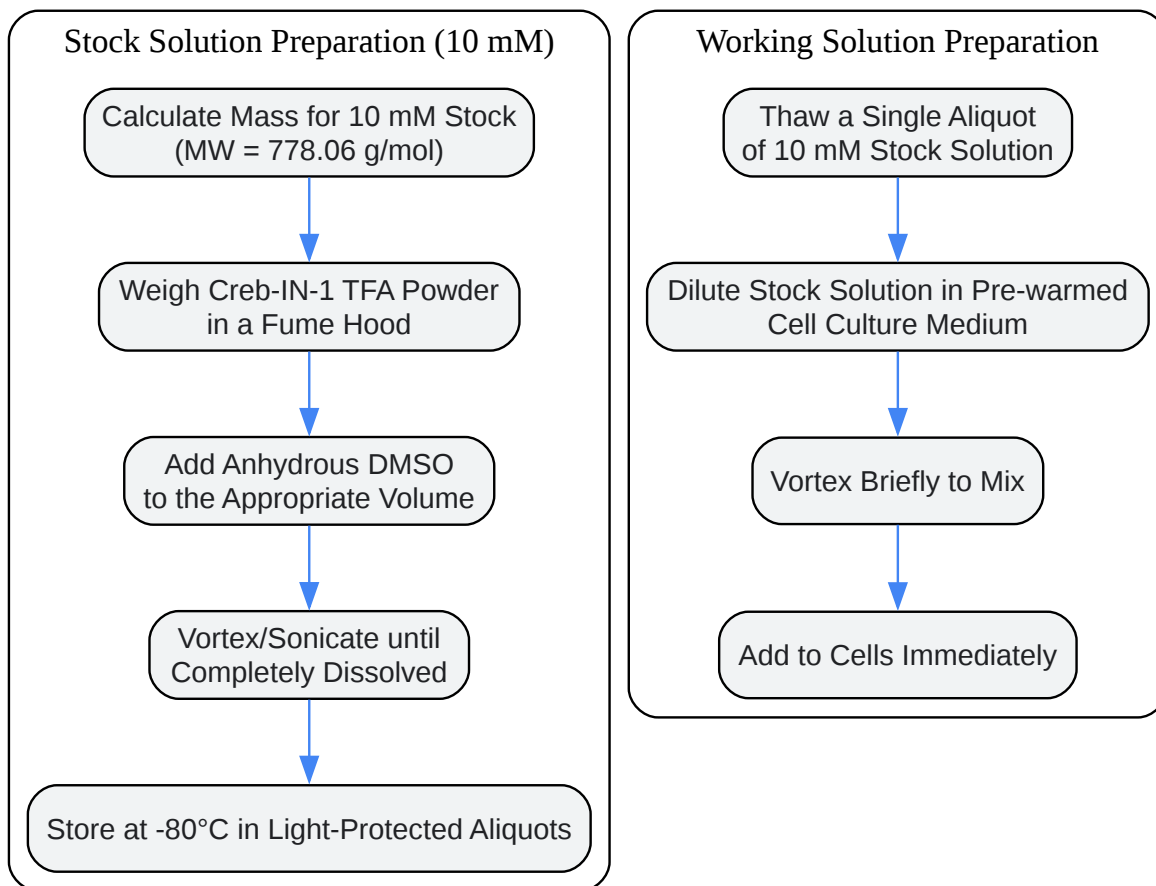 Stock Solution Preparation (10 mM)
Calculate Mass for 10 mM Stock
(MW = 778.06 g/mol)
Weigh Creb-IN-1 TFA Powder
in a Fume Hood
Add Anhydrous DMSO
to the Appropriate Volume
Vortex/Sonicate until
Completely Dissolved
Store at -80°C in Light-Protected Aliquots
Working Solution Preparation
Thaw a Single Aliquot
of 10 mM Stock Solution
Dilute Stock Solution in Pre-warmed
Cell Culture Medium
Vortex Briefly to Mix
Add to Cells Immediately